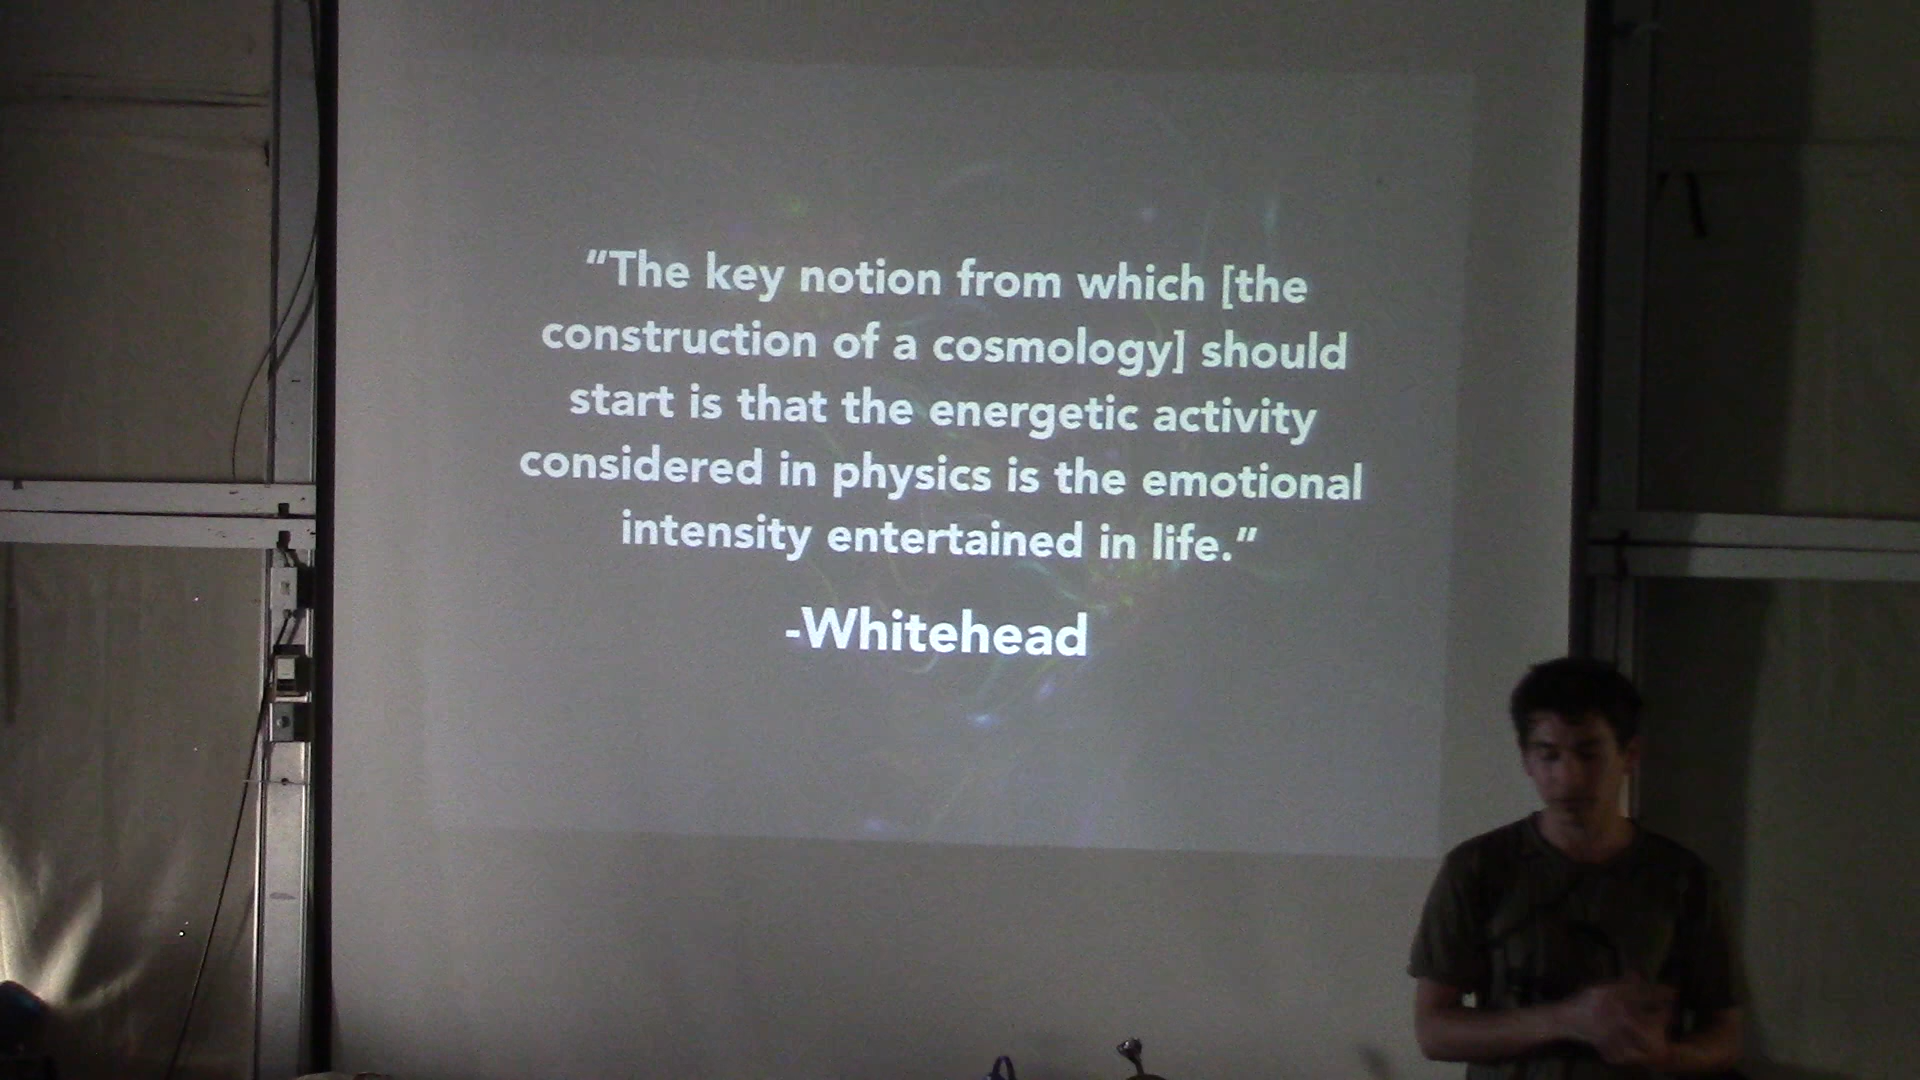 “The key notion from which [the
construction of a cosmology] should
start is that the energetic activity
considered in physics is the emotional
intensity entertained in life.”
-Whitehead